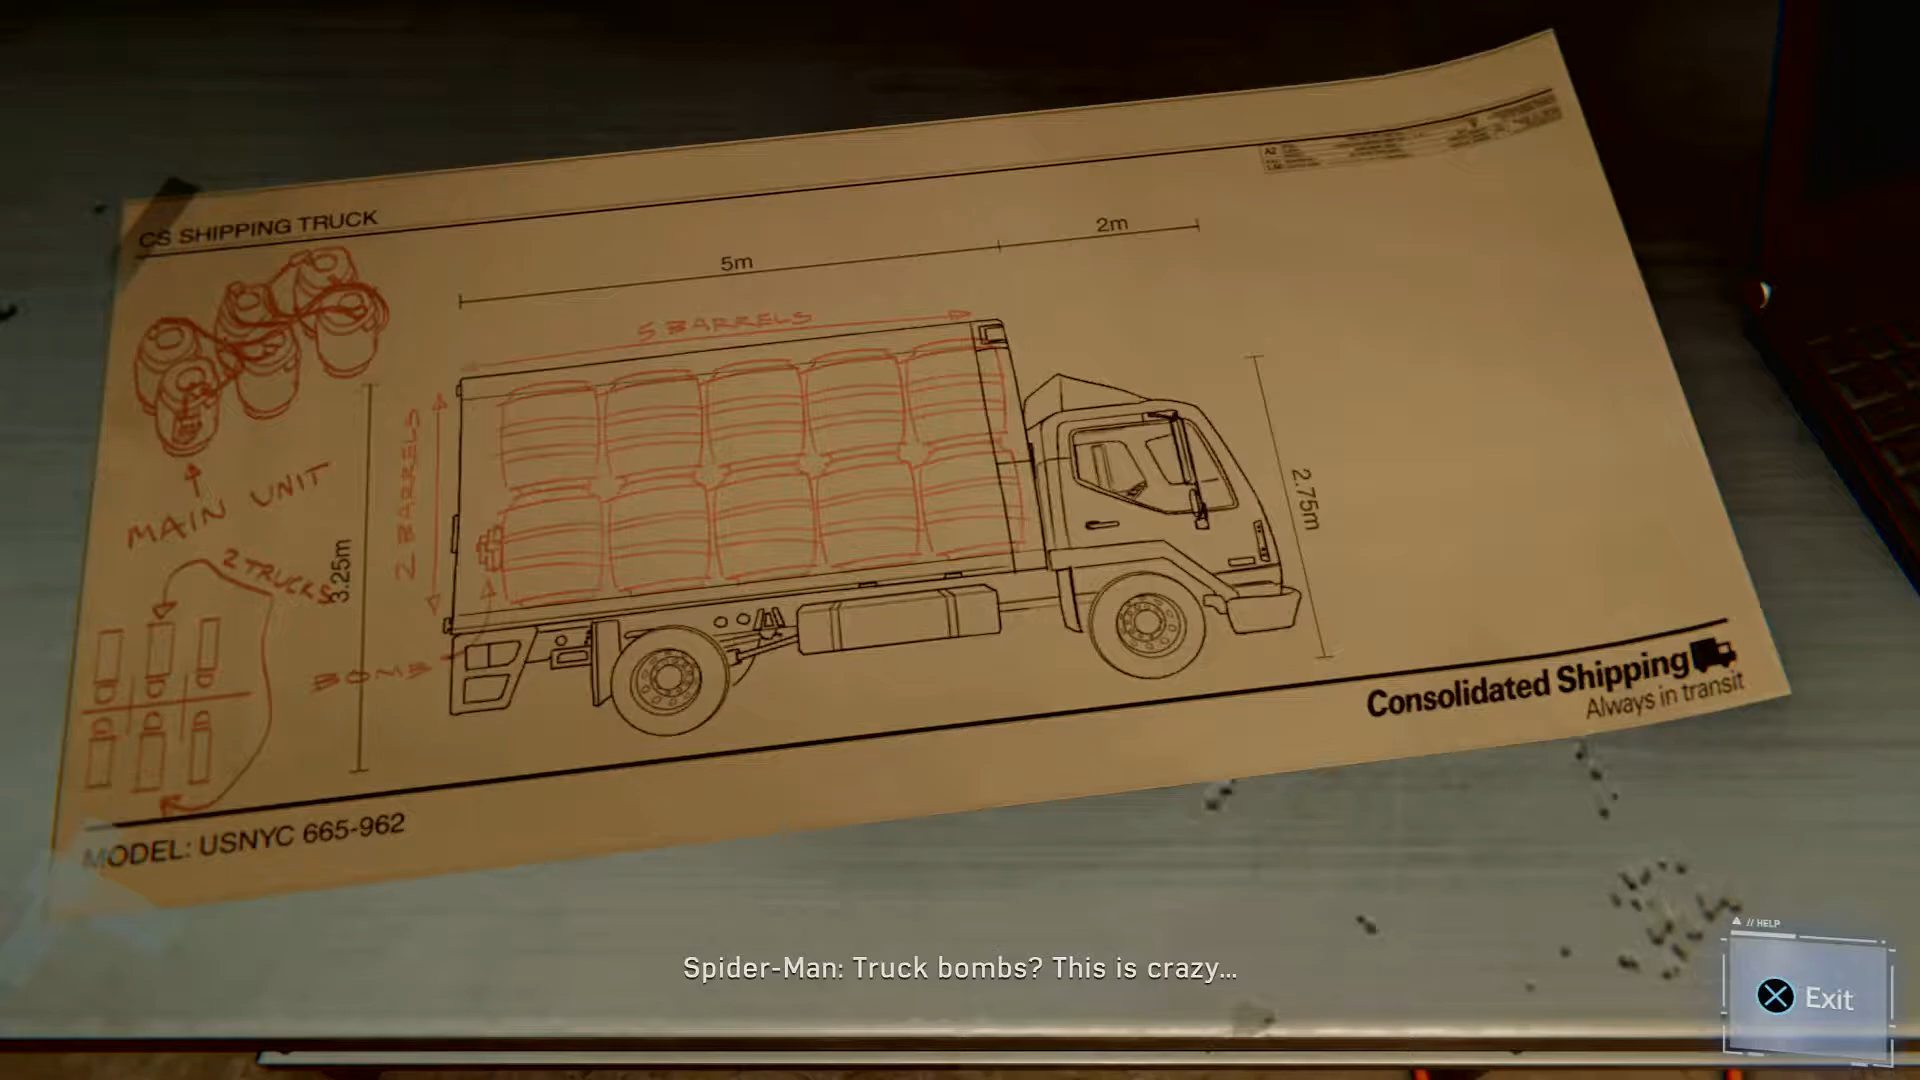 CS SHIPPING TRUCK
A2
5m
2m
5 BARRELS
2 BARRELS
MAIN UNIT
2 TRUCKS
3.25m
2.75m
BOMB
Consolidated Shipping
Always in transit
MODEL: USNYC 665-962
Spider-Man: Truck bombs? This is crazy...
// HELP
Exit